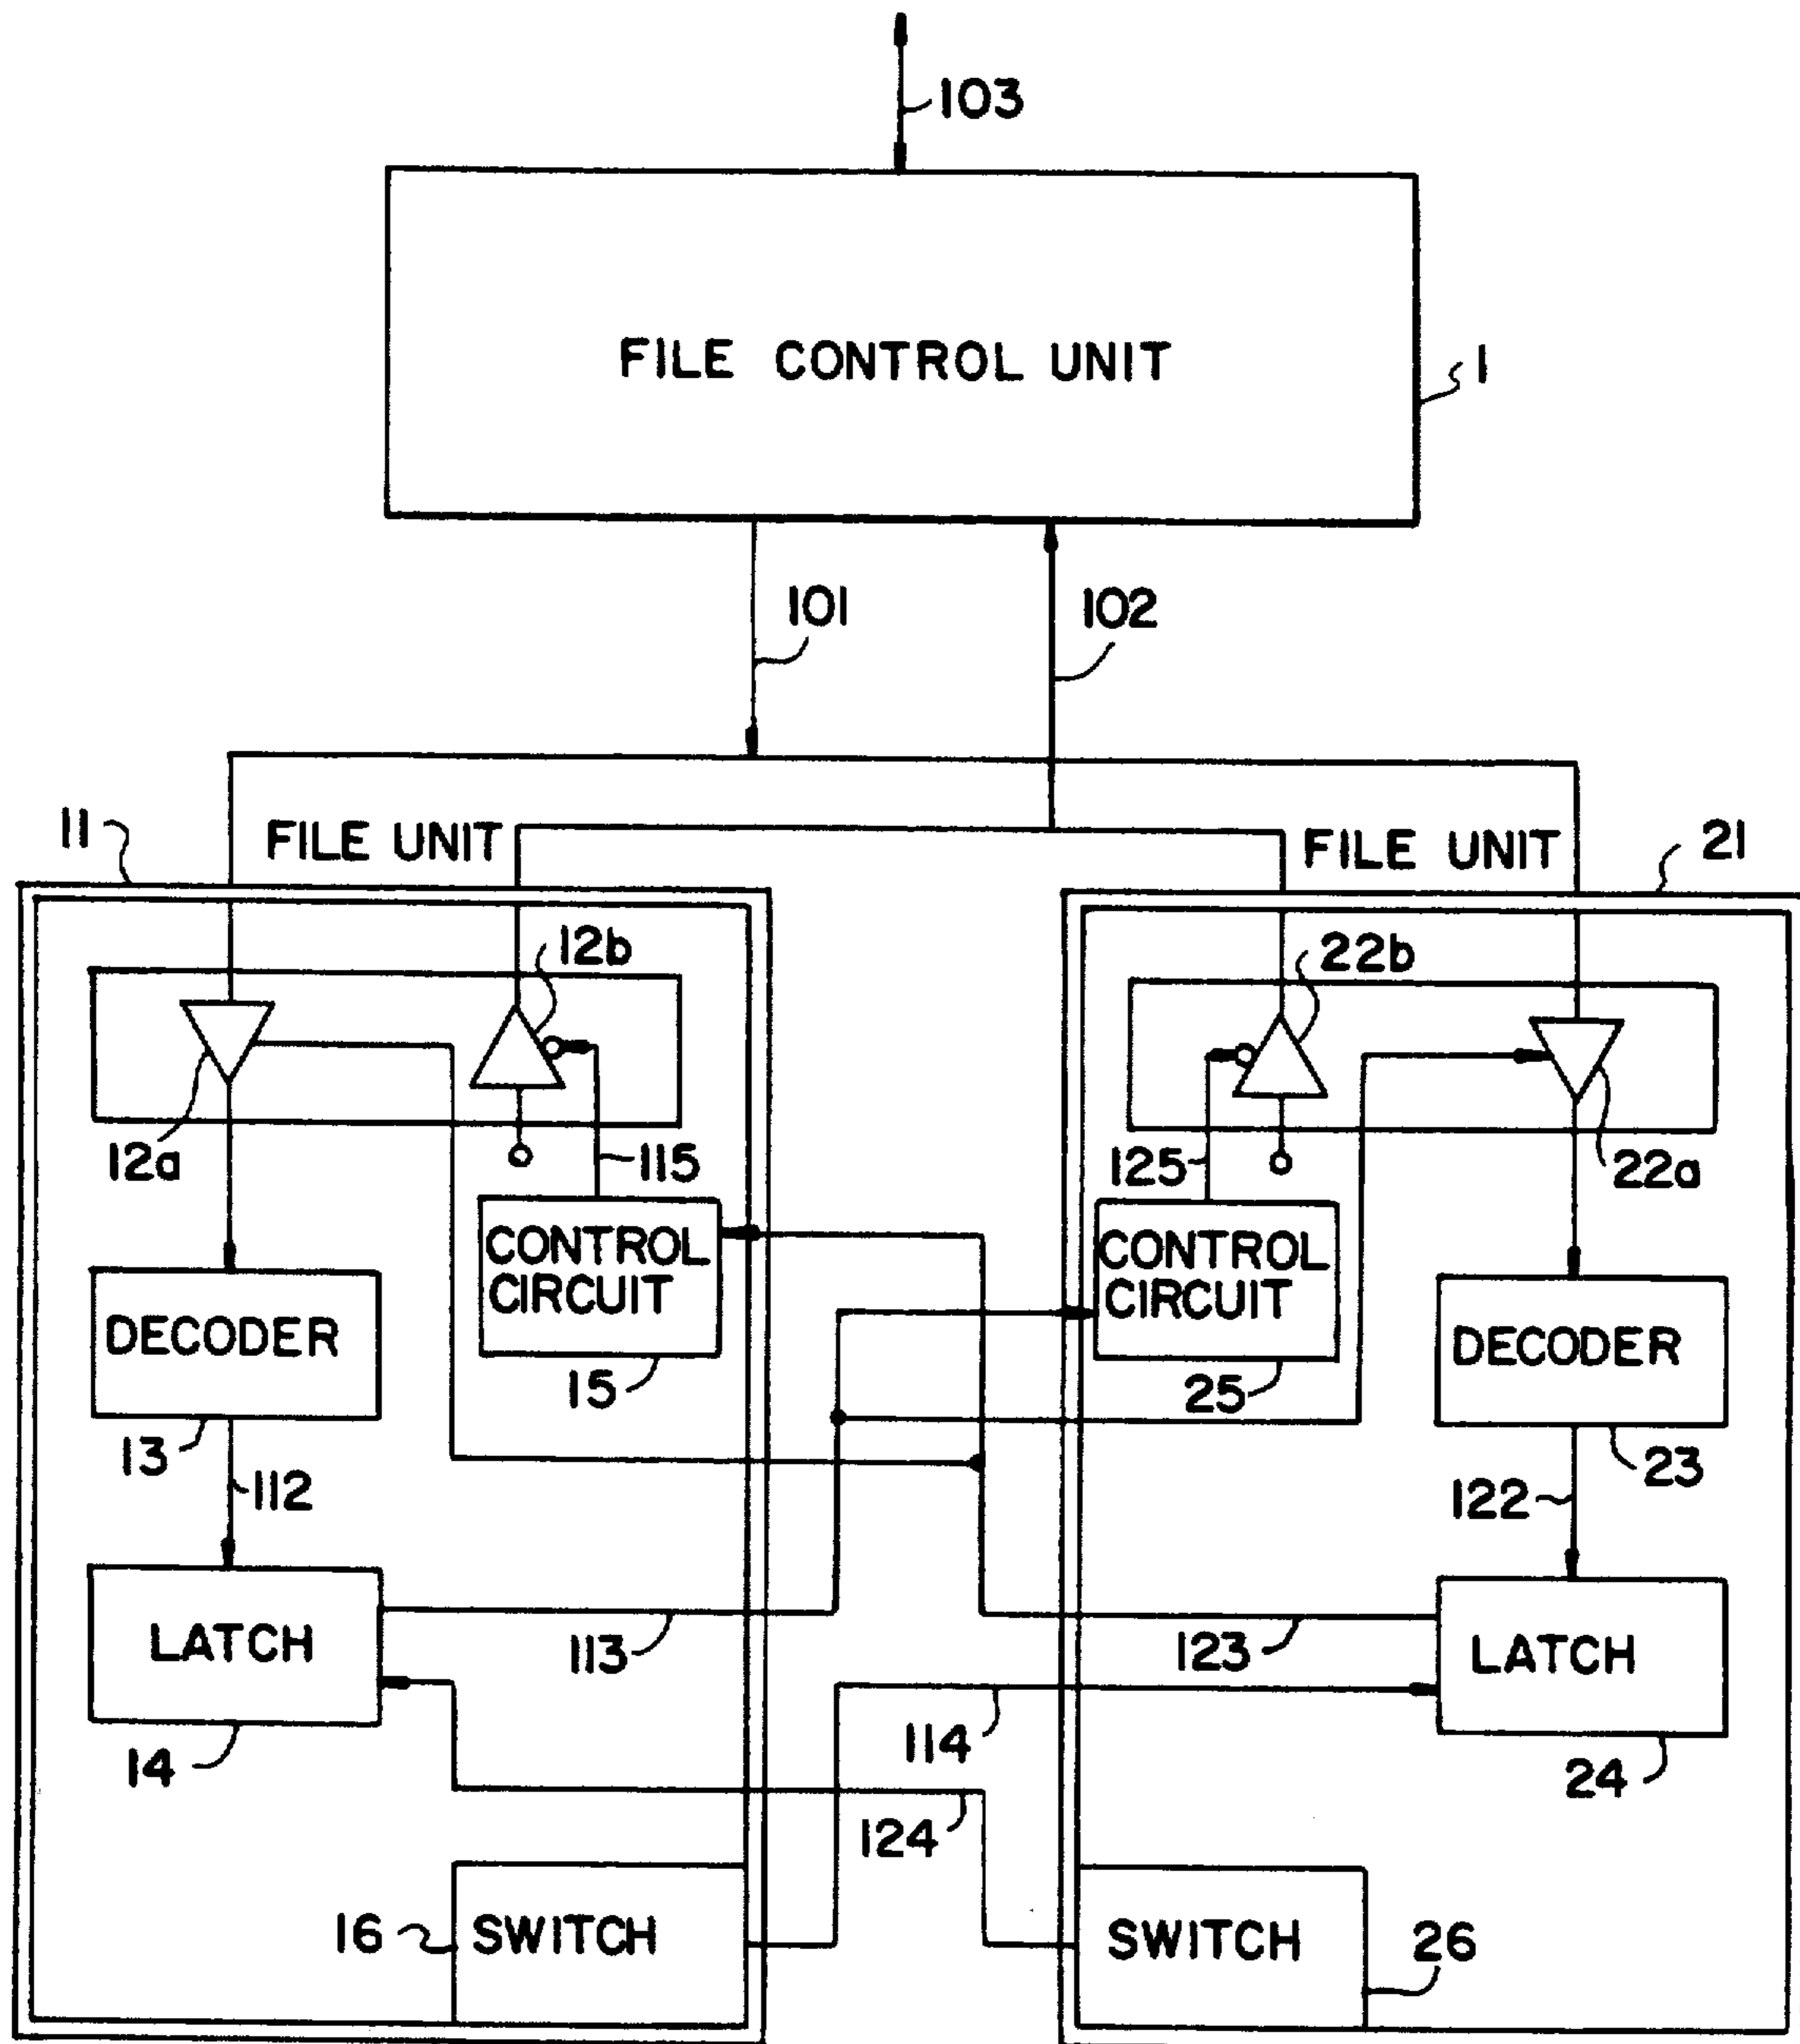 103
FILE CONTROL UNIT
1
101
102
11
FILE UNIT
FILE UNIT
21
12b
22b
12a
115
125
22a
CONTROL
CIRCUIT
CONTROL
CIRCUIT
DECODER
DECODER
15
25
13
23
112
122
LATCH
LATCH
113
123
14
114
24
124
16
SWITCH
SWITCH
26